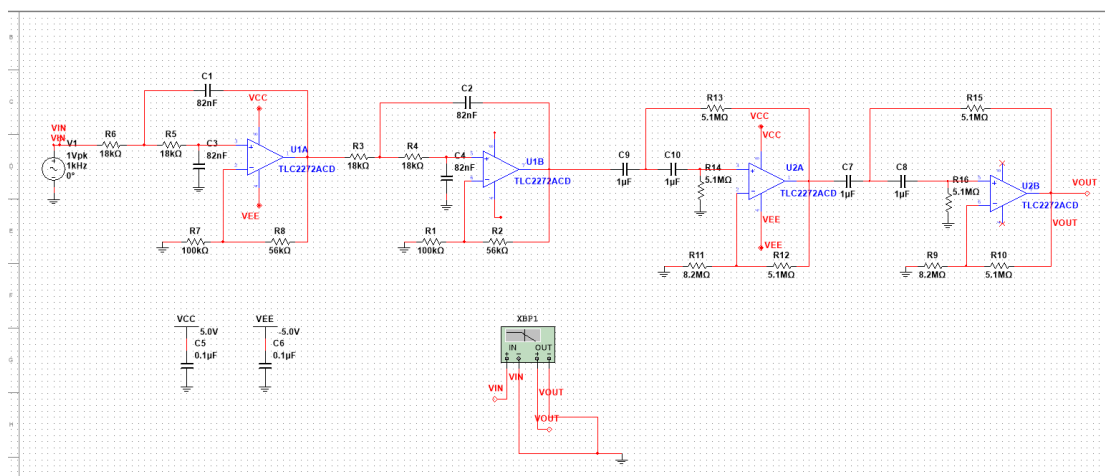 C1
82nF
VCC
VIN
VIN
V1
1Vpk
1kHz
0°
R6
18kΩ
R5
18kΩ
C3
82nF
3
2
1
U1A
TLC2272ACD
VEE
R7
100kΩ
R8
56kΩ
C2
82nF
R3
18kΩ
R4
18kΩ
C4
82nF
U1B
TLC2272ACD
R1
100kΩ
R2
56kΩ
R13
5.1MΩ
C9
1µF
C10
1µF
R14
5.1MΩ
VCC
VCC
U2A
TLC2272ACD
VEE
VEE
R11
8.2MΩ
R12
5.1MΩ
R15
5.1MΩ
C7
1µF
C8
1µF
R16
5.1MΩ
U2B
TLC2272ACD
VOUT
VOUT
R9
8.2MΩ
R10
5.1MΩ
VCC
5.0V
C5
0.1µF
VEE
-5.0V
C6
0.1µF
XBP1
IN OUT
VIN
VIN
VOUT
VOUT